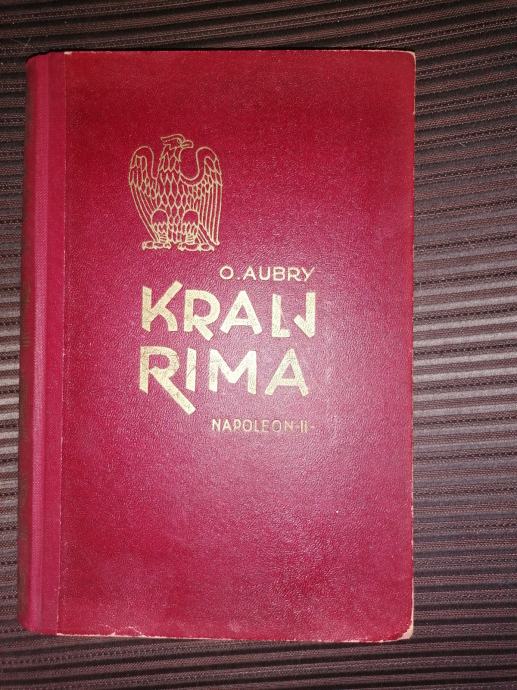 O. AUBRY
KRALJ
RIMA
NAPOLEON-II-